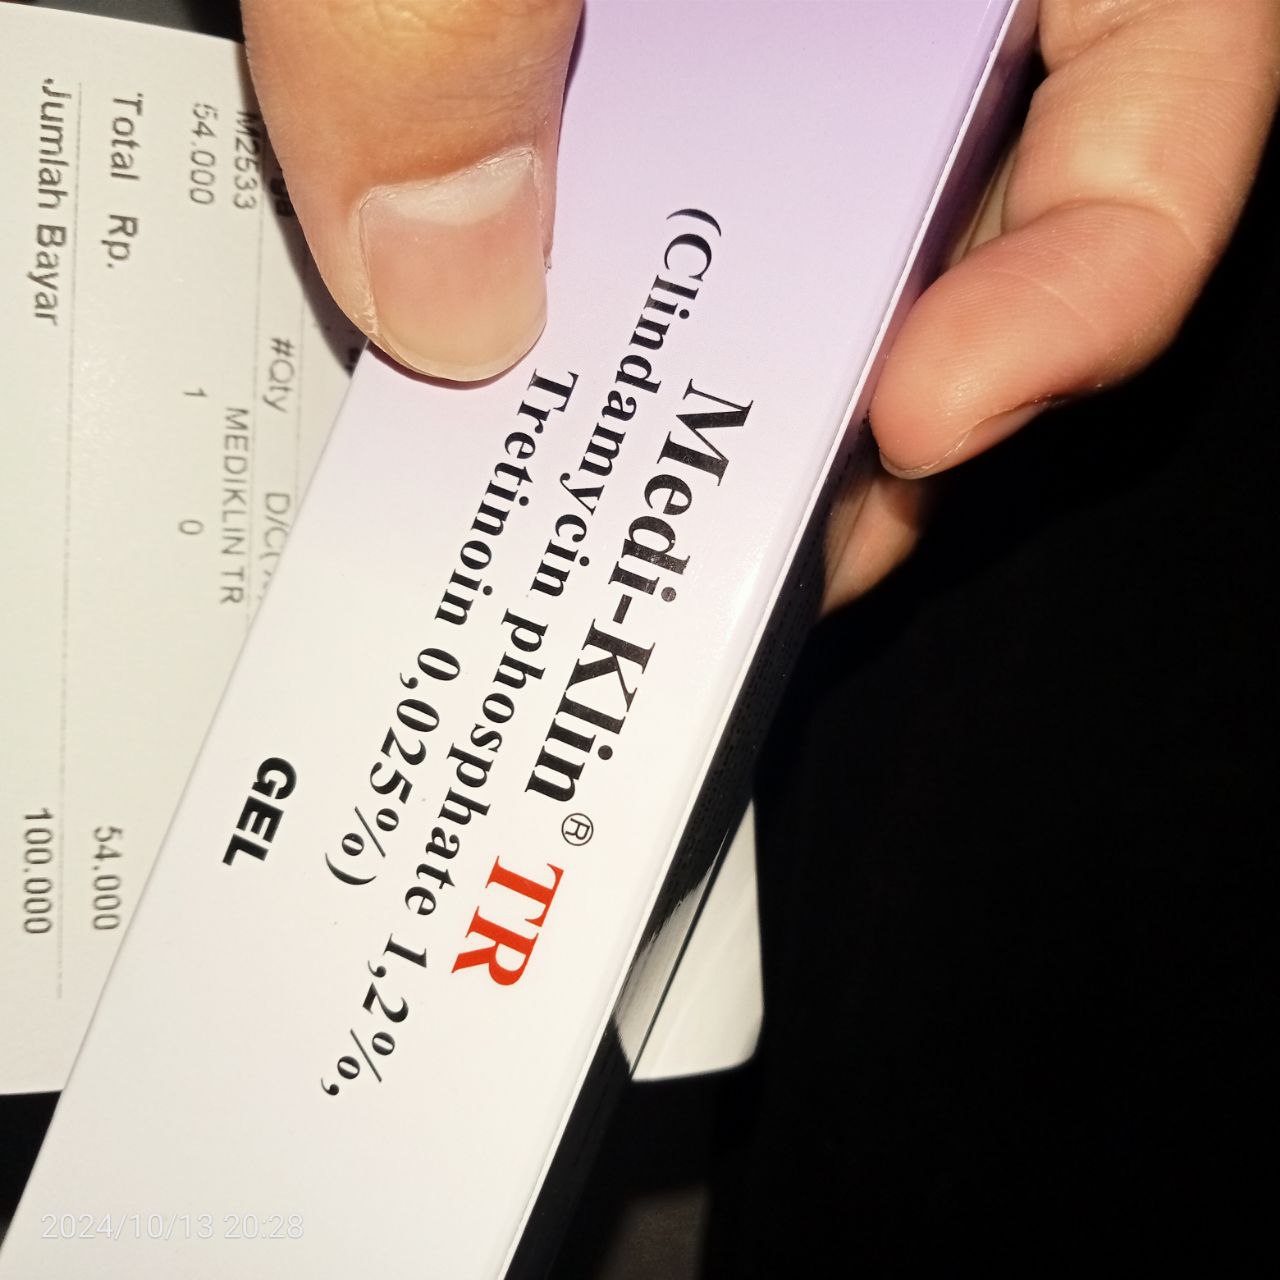 Medi-Klin® TR
(Clindamycin phosphate 1,2%,
Tretinoin 0,025%)
GEL
#Qty
M2533 MEDIKLIN TR
54.000 1 0
Total Rp. 54.000
Jumlah Bayar 100.000
2024/10/13 20:28